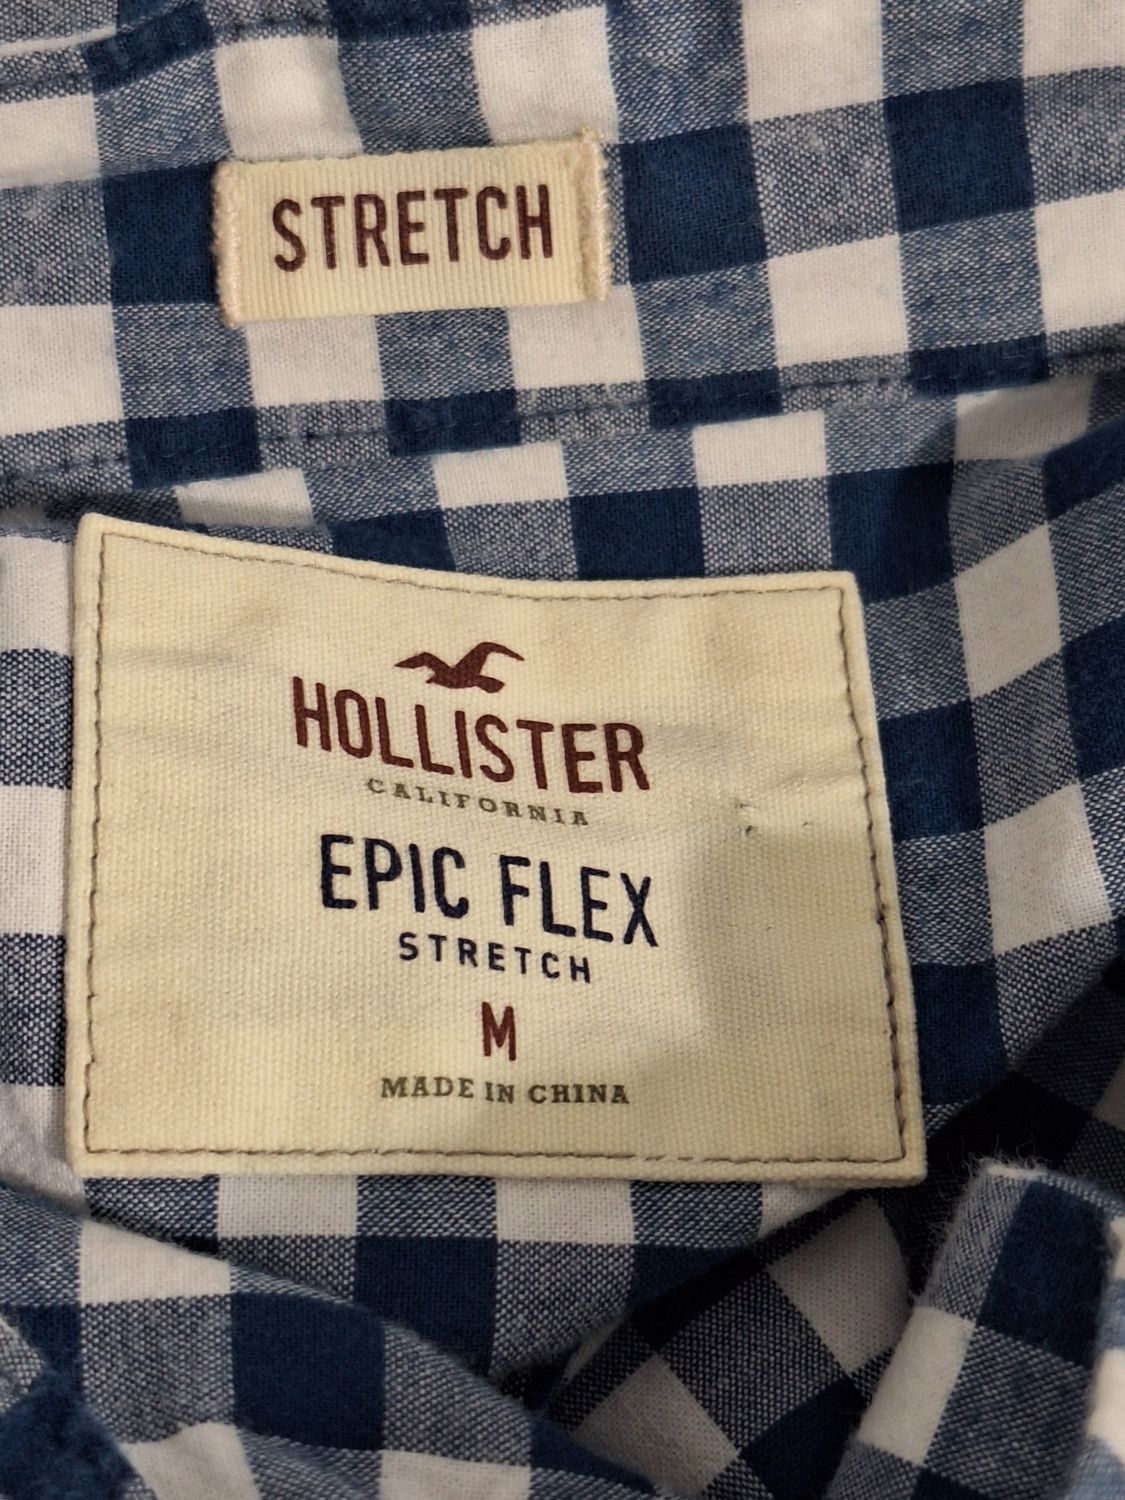 STRETCH
HOLLISTER
CALIFORNIA
EPIC FLEX
STRETCH
M
MADE IN CHINA